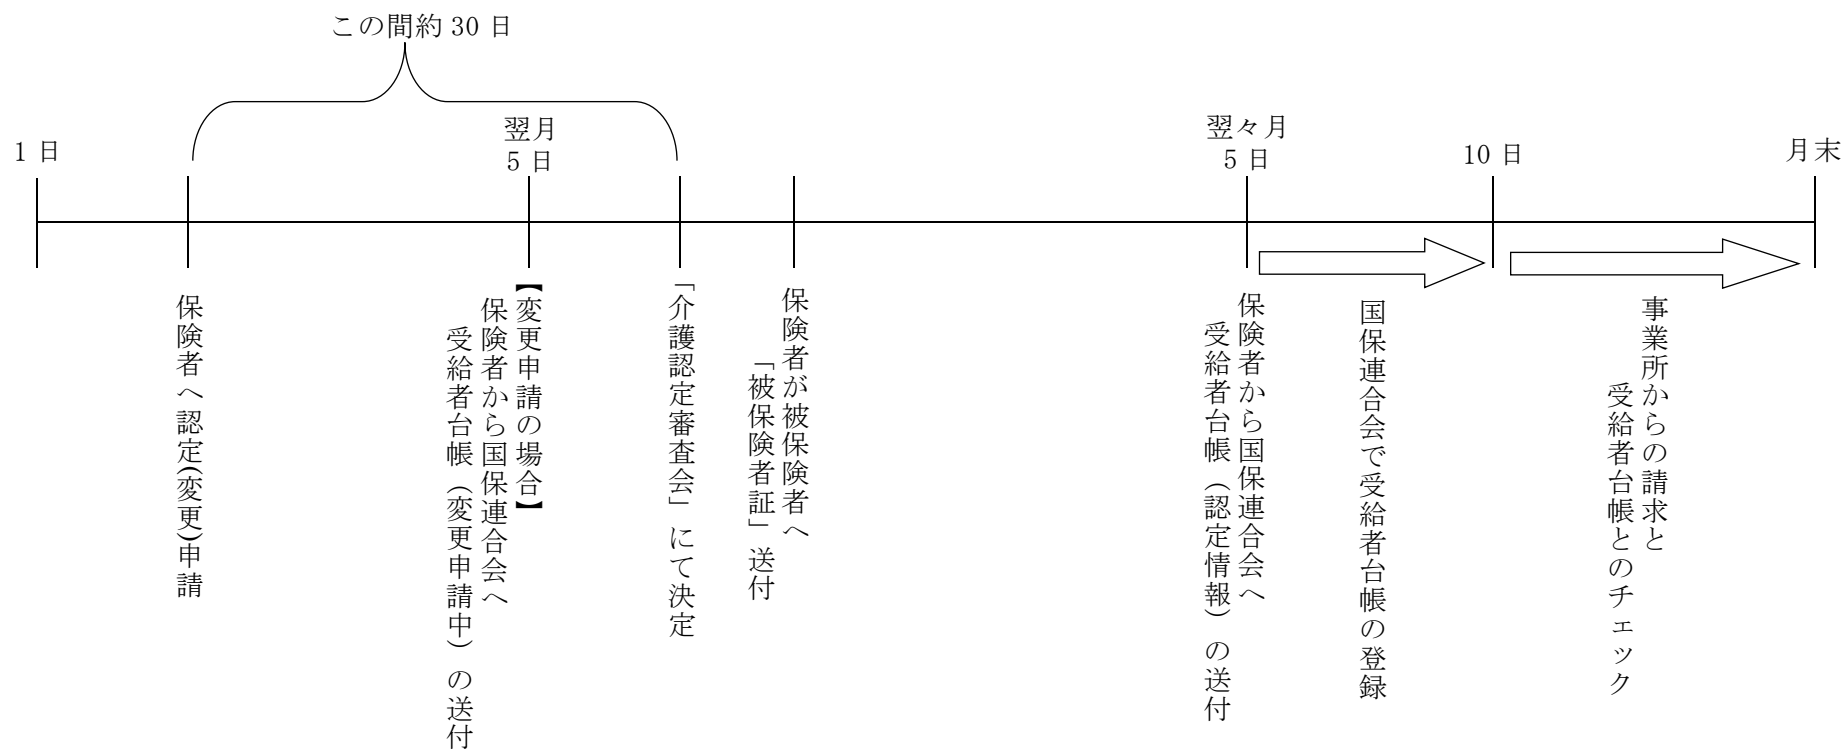 この間約30日
1日
翌月
5日
翌々月
5日
10日
月末
保険者へ認定(変更)申請
【変更申請の場合】
保険者から国保連合会へ
受給者台帳(変更申請中)の送付
「介護認定審査会」にて決定
保険者が被保険者へ
「被保険者証」送付
保険者から国保連合会へ
受給者台帳(認定情報)の送付
国保連合会で受給者台帳の登録
事業所からの請求と
受給者台帳とのチェック